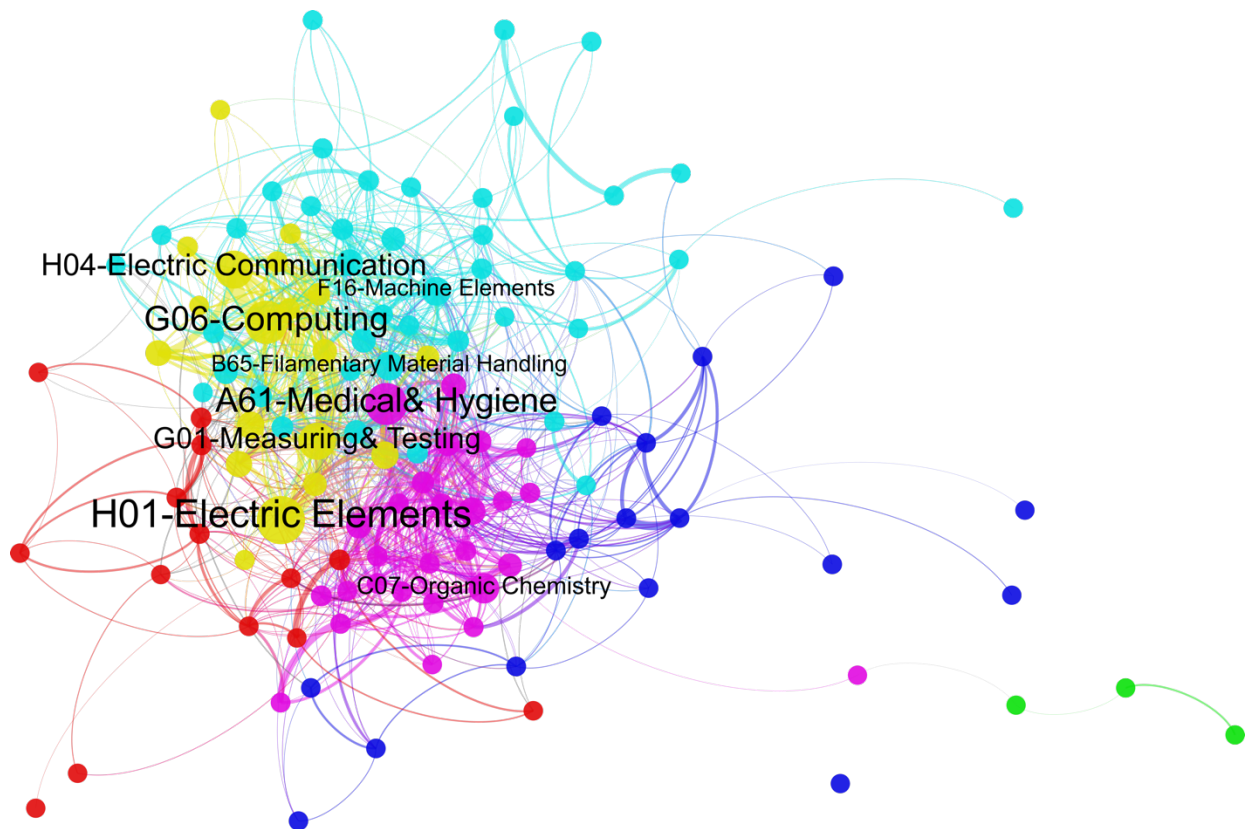 H04-Electric Communication
F16-Machine Elements
G06-Computing
B65-Filamentary Material Handling
A61-Medical& Hygiene
G01-Measuring& Testing
H01-Electric Elements
C07-Organic Chemistry